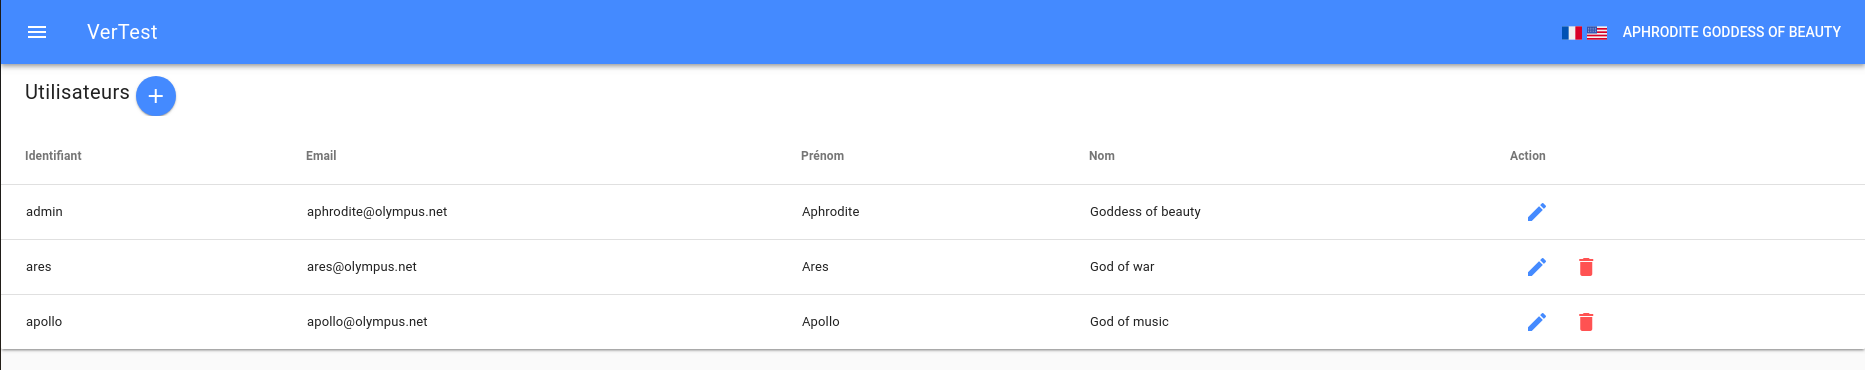 VerTest
APHRODITE GODDESS OF BEAUTY
Utilisateurs +
Identifiant Email Prénom Nom Action
admin aphrodite@olympus.net Aphrodite Goddess of beauty
ares ares@olympus.net Ares God of war
apollo apollo@olympus.net Apollo God of music